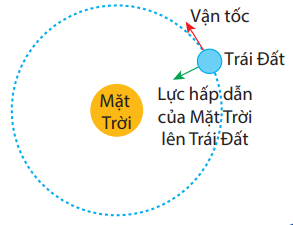 Vận tốc
Trái Đất
Mặt
Trời
Lực hấp dẫn
của Mặt Trời
lên Trái Đất